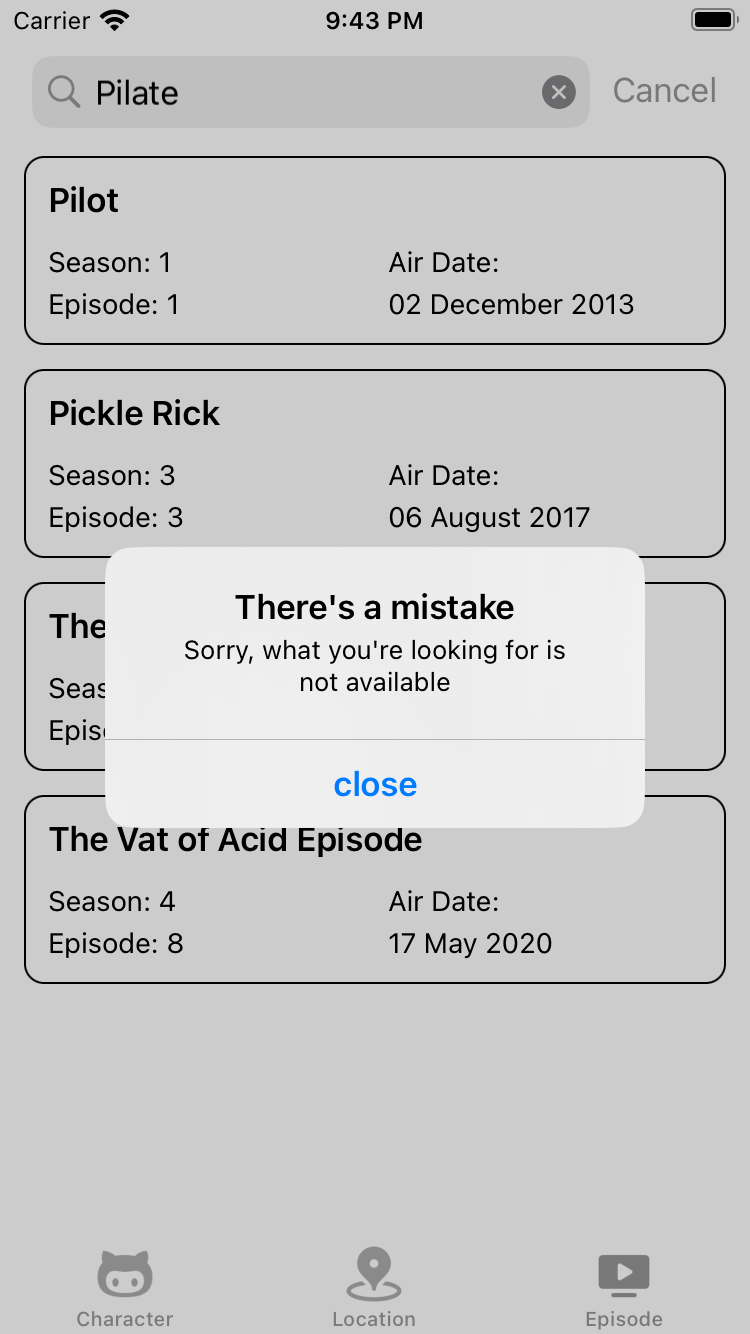 Carrier 9:43 PM
Pilate Cancel
Pilot
Season: 1 Air Date:
Episode: 1 02 December 2013
Pickle Rick
Season: 3 Air Date:
Episode: 3 06 August 2017
The
There's a mistake
Sorry, what you're looking for is
not available
close
The Vat of Acid Episode
Season: 4 Air Date:
Episode: 8 17 May 2020
Character Location Episode